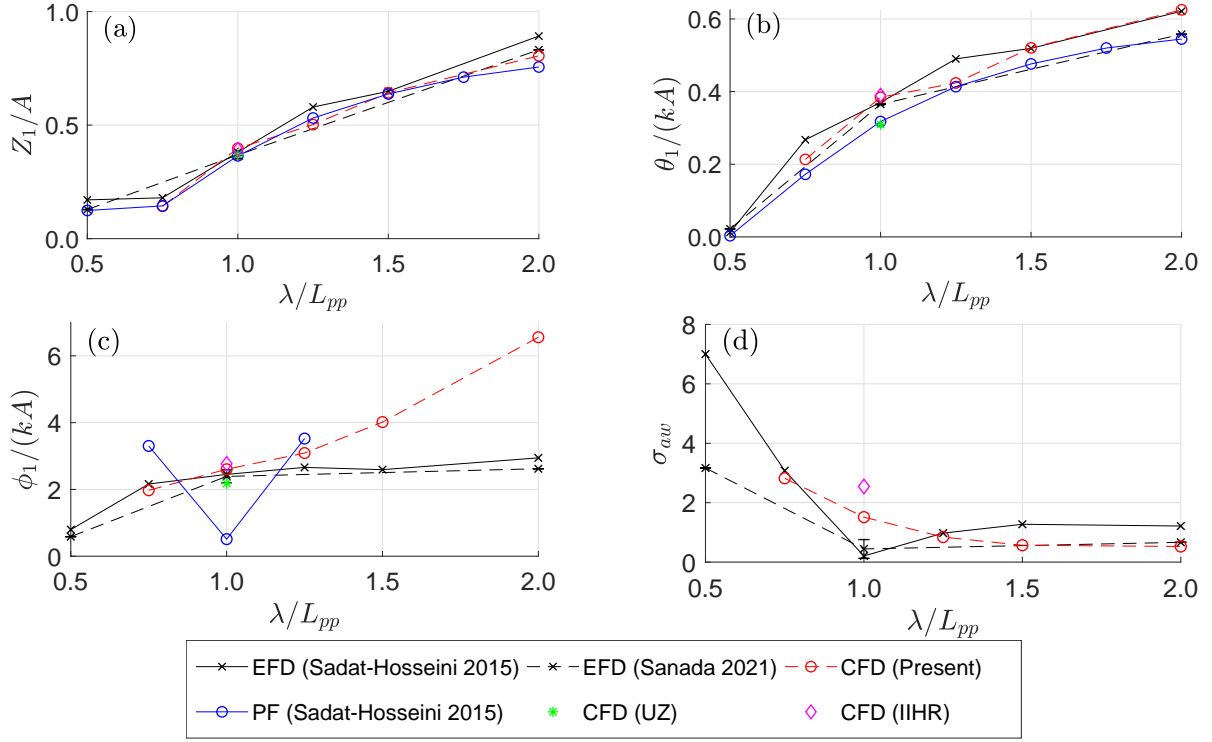 (a)
Z₁/A
1.0
0.5
0.0
0.5 1.0 1.5 2.0
λ/Lₚₚ
(b)
θ₁/(kA)
0.6
0.4
0.2
0.0
0.5 1.0 1.5 2.0
λ/Lₚₚ
(c)
ϕ₁/(kA)
6
4
2
0
0.5 1.0 1.5 2.0
λ/Lₚₚ
(d)
σ_aw
8
6
4
2
0
0.5 1.0 1.5 2.0
λ/Lₚₚ
EFD (Sadat-Hosseini 2015) EFD (Sanada 2021) CFD (Present)
PF (Sadat-Hosseini 2015) CFD (UZ) CFD (IIHR)